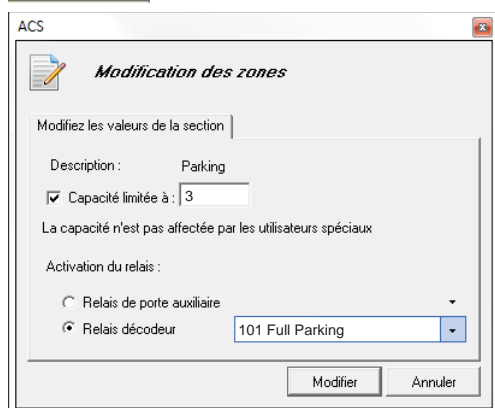 ACS
Modification des zones
Modifiez les valeurs de la section
Description : Parking
Capacité limitée à : 3
La capacité n'est pas affectée par les utilisateurs spéciaux
Activation du relais :
Relais de porte auxiliaire
Relais décodeur 101 Full Parking
Modifier Annuler